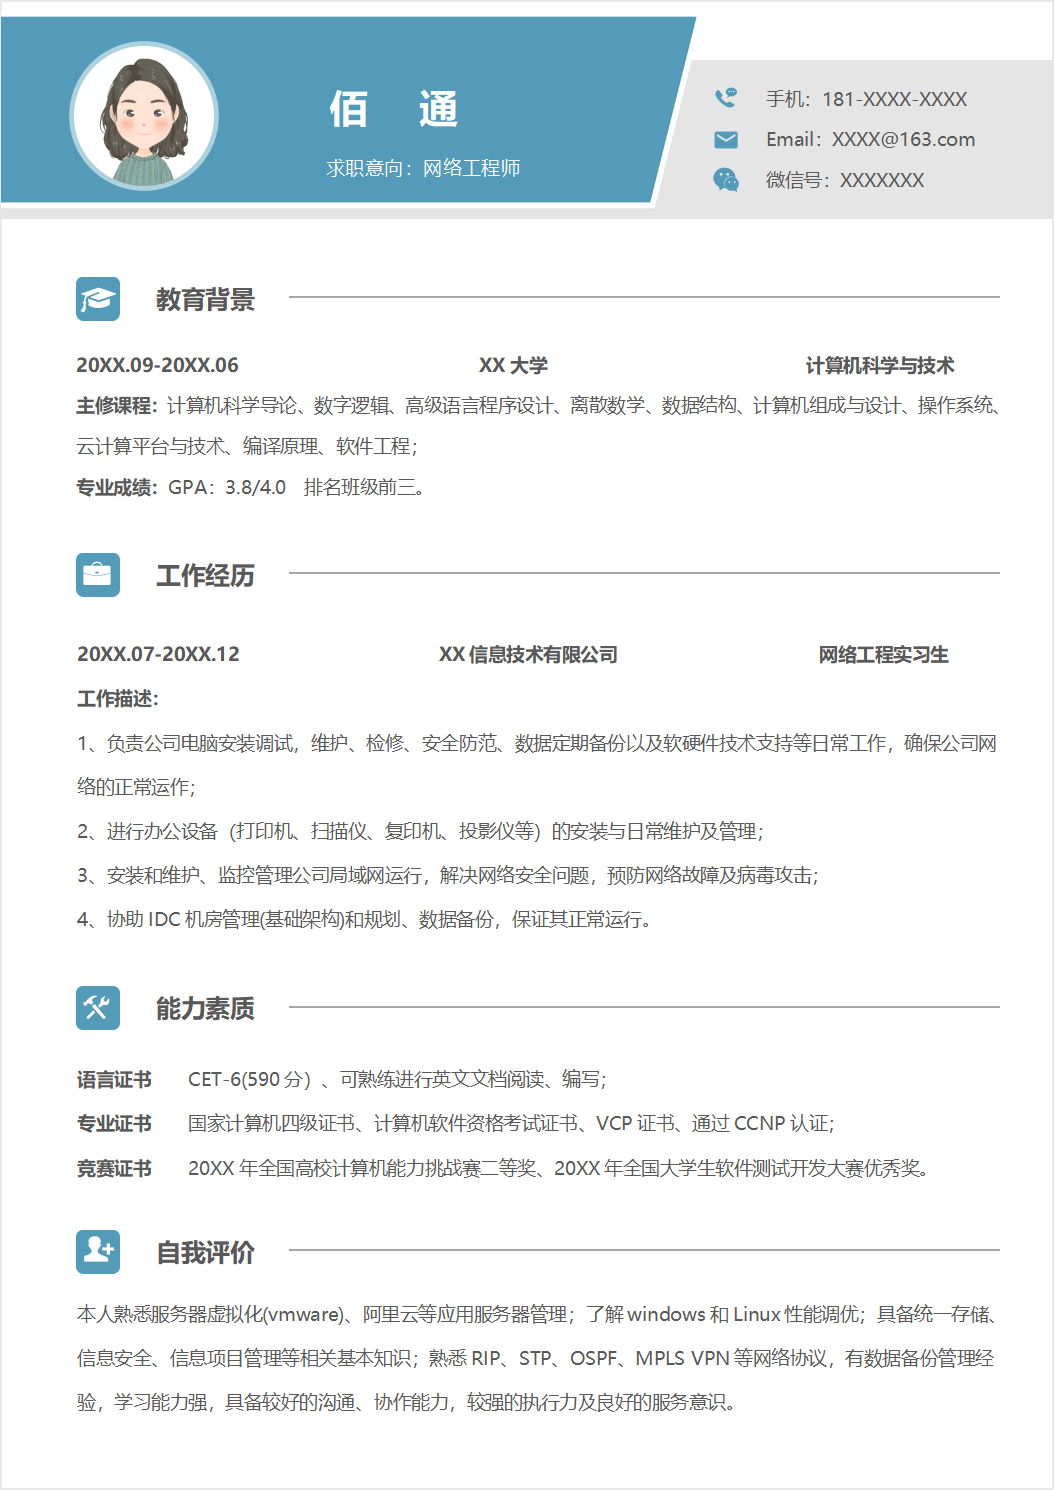 佰 通
求职意向：网络工程师
手机：181-XXXX-XXXX
Email：XXXX@163.com
微信号：XXXXXXX
教育背景
20XX.09-20XX.06 XX 大学 计算机科学与技术
主修课程：计算机科学导论、数字逻辑、高级语言程序设计、离散数学、数据结构、计算机组成与设计、操作系统、
云计算平台与技术、编译原理、软件工程；
专业成绩：GPA：3.8/4.0 排名班级前三。
工作经历
20XX.07-20XX.12 XX 信息技术有限公司 网络工程实习生
工作描述：
1、负责公司电脑安装调试，维护、检修、安全防范、数据定期备份以及软硬件技术支持等日常工作，确保公司网
络的正常运作；
2、进行办公设备（打印机、扫描仪、复印机、投影仪等）的安装与日常维护及管理；
3、安装和维护、监控管理公司局域网运行，解决网络安全问题，预防网络故障及病毒攻击；
4、协助 IDC 机房管理(基础架构)和规划、数据备份，保证其正常运行。
能力素质
语言证书 CET-6(590 分）、可熟练进行英文文档阅读、编写；
专业证书 国家计算机四级证书、计算机软件资格考试证书、VCP 证书、通过 CCNP 认证；
竞赛证书 20XX 年全国高校计算机能力挑战赛二等奖、20XX 年全国大学生软件测试开发大赛优秀奖。
自我评价
本人熟悉服务器虚拟化(vmware)、阿里云等应用服务器管理；了解 windows 和 Linux 性能调优；具备统一存储、
信息安全、信息项目管理等相关基本知识；熟悉 RIP、STP、OSPF、MPLS VPN 等网络协议，有数据备份管理经
验，学习能力强，具备较好的沟通、协作能力，较强的执行力及良好的服务意识。